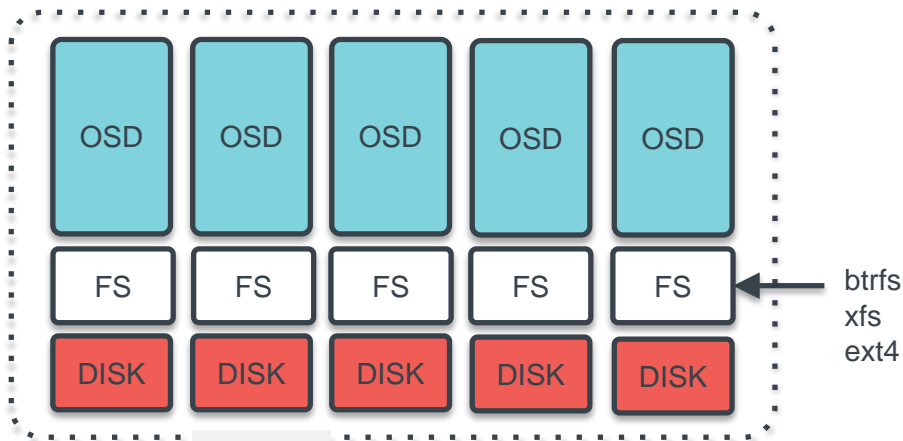 OSD OSD OSD OSD OSD
FS FS FS FS FS
btrfs
xfs
ext4
DISK DISK DISK DISK DISK